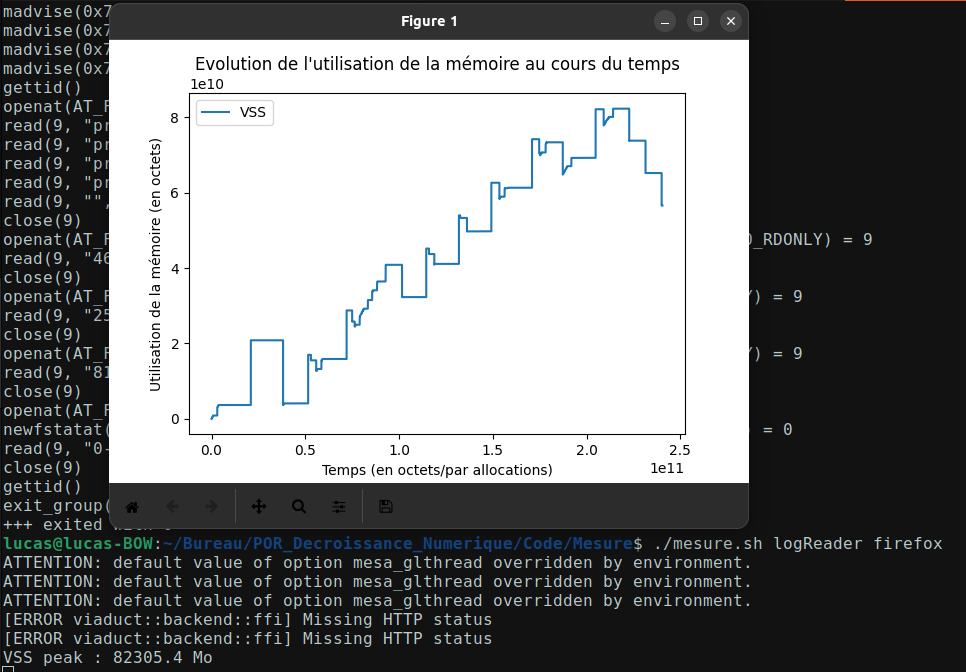 madvise(0x7
madvise(0x7
madvise(0x7
madvise(0x7
gettid()
openat(AT_F
read(9, "pr
read(9, "pr
read(9, "pr
read(9, "pr
read(9, "",
close(9)
openat(AT_F O_RDONLY) = 9
read(9, "46
close(9)
openat(AT_F Y) = 9
read(9, "25
close(9)
openat(AT_F Y) = 9
read(9, "81
close(9)
openat(AT_F
newfstatat( ) = 0
read(9, "0-
close(9)
gettid()
exit_group(
+++ exited with 0
Figure 1
Evolution de l'utilisation de la mémoire au cours du temps
1e10
VSS
8
6
4
2
0
Utilisation de la mémoire (en octets)
0.0 0.5 1.0 1.5 2.0 2.5
1e11
Temps (en octets/par allocations)
lucas@lucas-BOW:~/Bureau/POR_Decroissance_Numerique/Code/Mesure$ ./mesure.sh logReader firefox
ATTENTION: default value of option mesa_glthread overridden by environment.
ATTENTION: default value of option mesa_glthread overridden by environment.
ATTENTION: default value of option mesa_glthread overridden by environment.
[ERROR viaduct::backend::ffi] Missing HTTP status
[ERROR viaduct::backend::ffi] Missing HTTP status
VSS peak : 82305.4 Mo